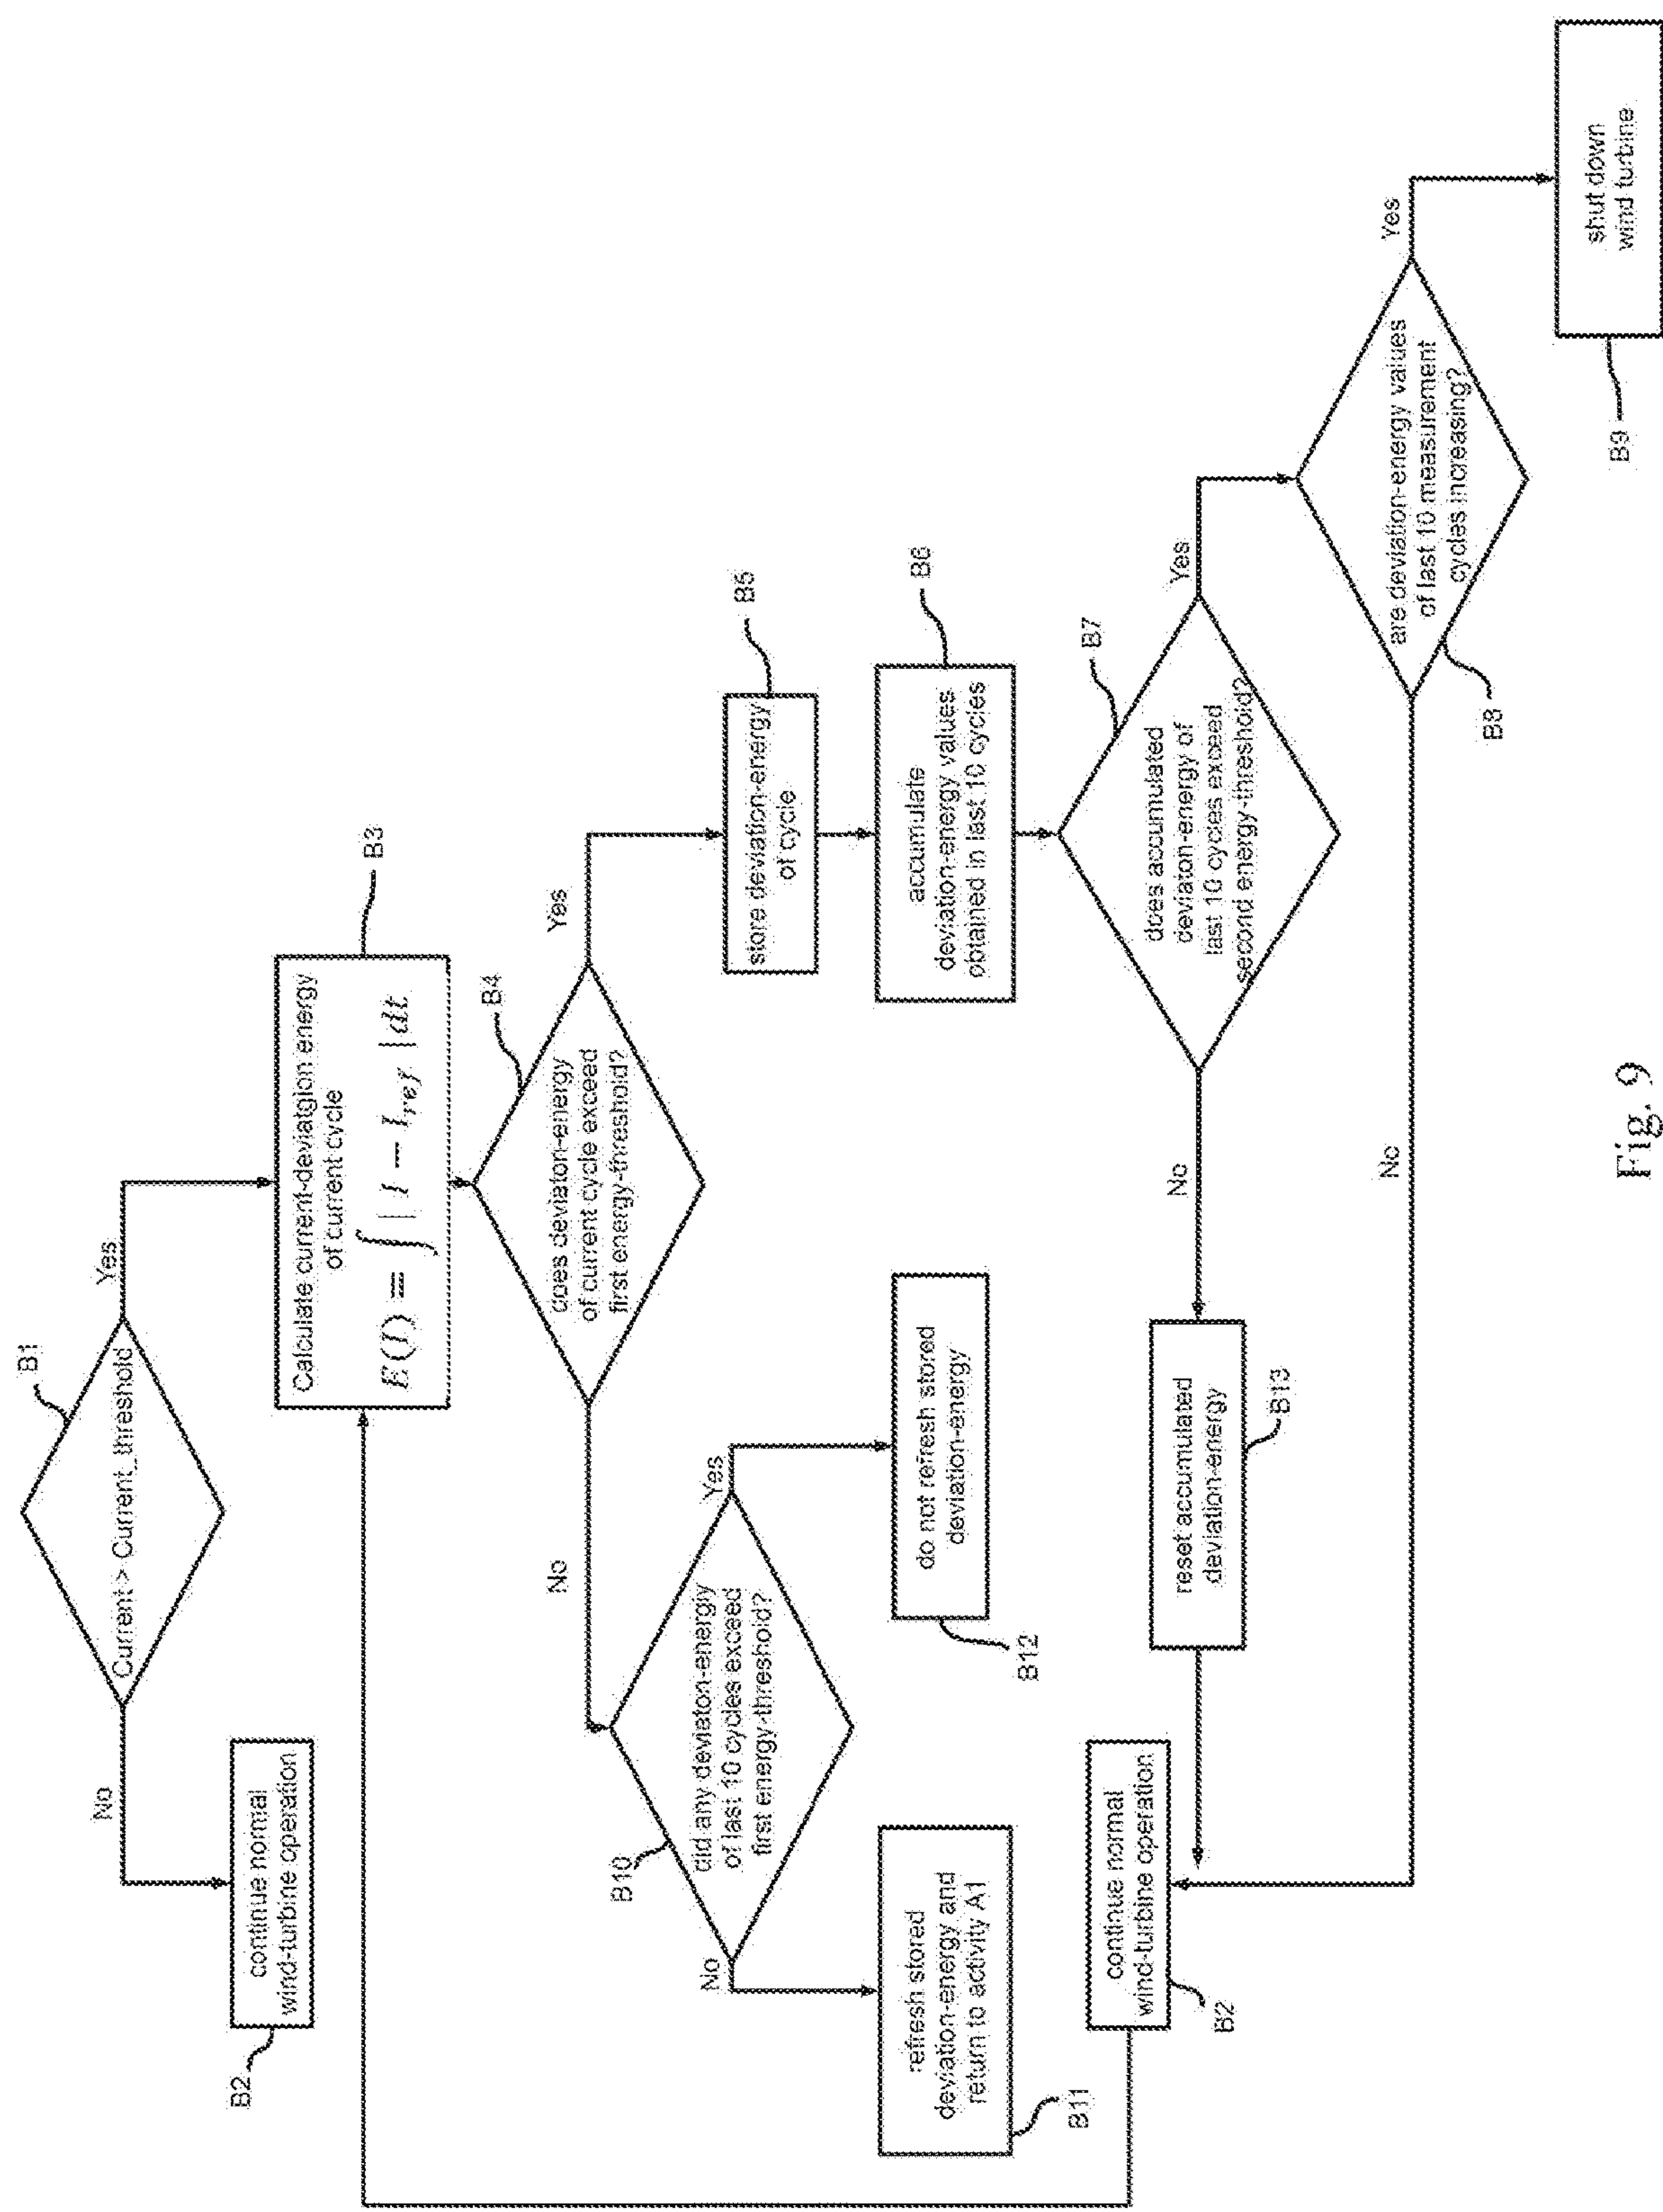 B1
Current > Current_threshold
Yes
No
continue normal
wind-turbine operation
B2
Calculate current-deviatgion energy
of current cycle
E(I) = ∫ | I − I_ref | dt
B3
B4
does deviaton-energy
of current cycle exceed
first energy-threshold?
Yes
No
store deviation-energy
of cycle
B5
accumulate
deviation-energy values
obtained in last 10 cycles
B6
B10
did any deviaton-energy
of last 10 cycles exceed
first energy-threshold?
No
Yes
refresh stored
deviation-energy and
return to activity A1
B11
do not refresh stored
deviation-energy
B12
B7
does accumulated
deviaton-energy of
last 10 cycles exceed
second energy-threshold?
Yes
No
reset accumulated
deviation-energy
B13
continue normal
wind-turbine operation
B2
are deviation-energy values
of last 10 measurement
cycles increasing?
B8
No
Yes
shut down
wind turbine
B9
Fig. 9